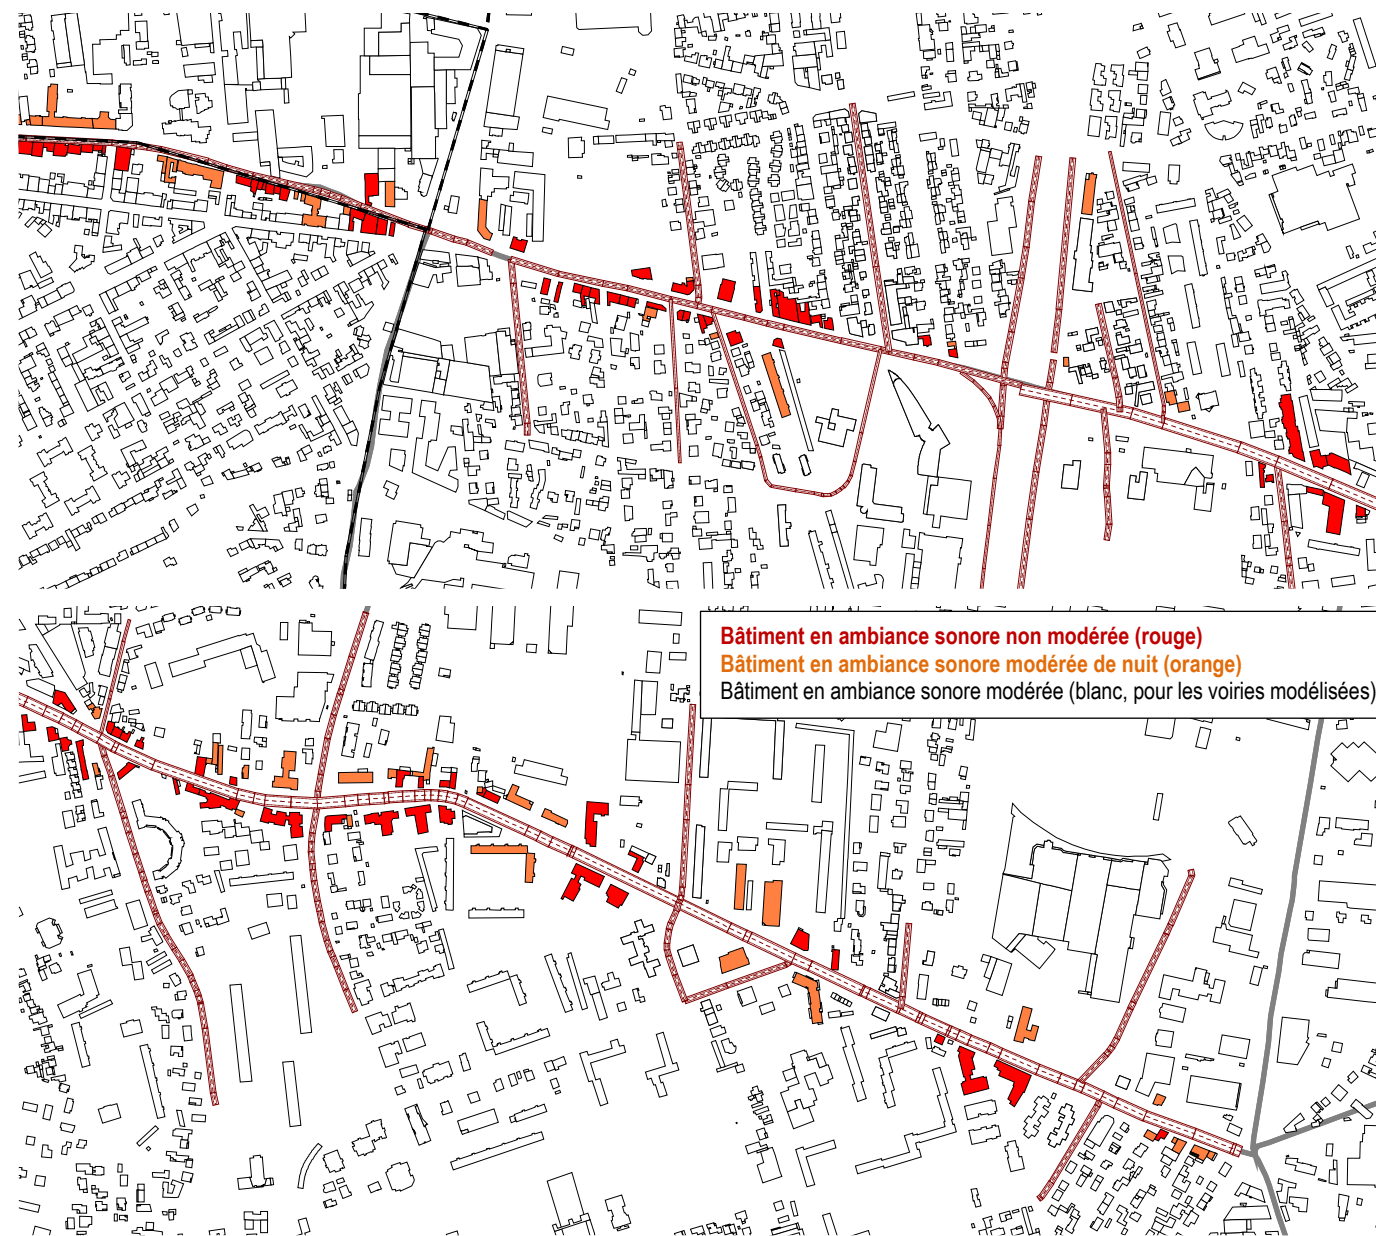 Bâtiment en ambiance sonore non modérée (rouge)
Bâtiment en ambiance sonore modérée de nuit (orange)
Bâtiment en ambiance sonore modérée (blanc, pour les voiries modélisées)